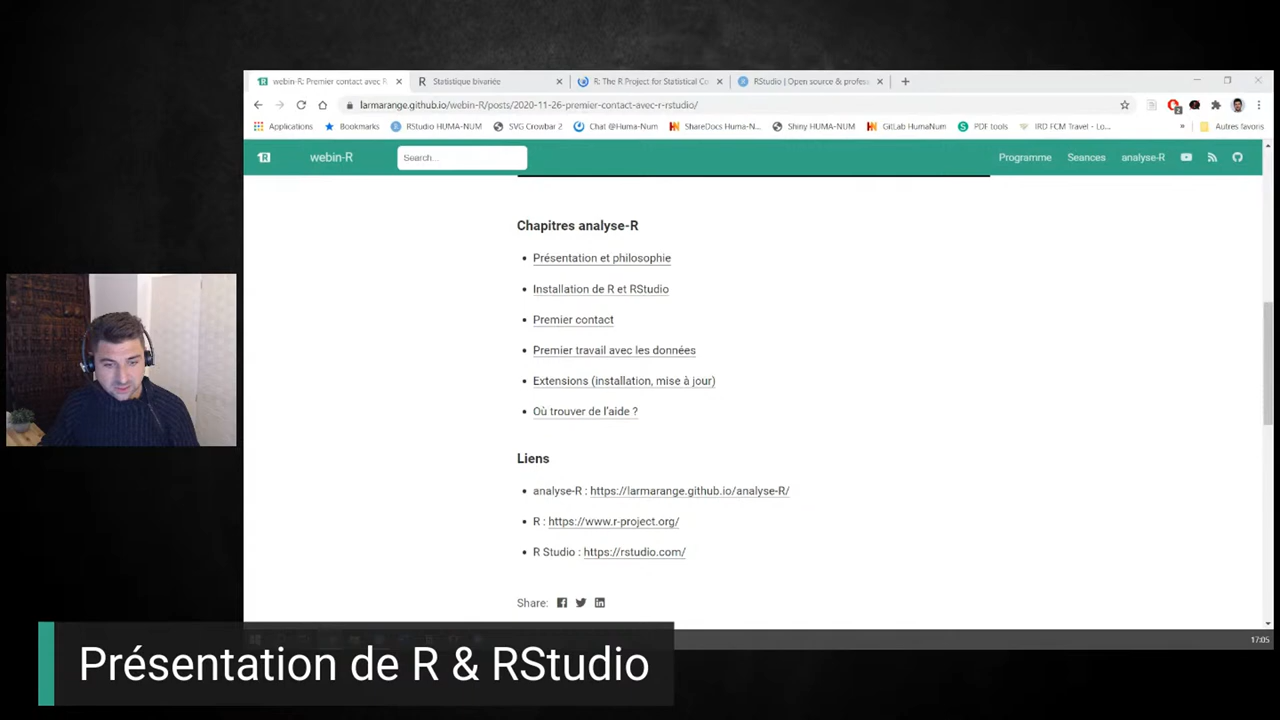 webin-R: Premier contact avec R
Statistique bivariée
R: The R Project for Statistical Co
RStudio | Open source & profess
larmarange.github.io/webin-R/posts/2020-11-26-premier-contact-avec-r-rstudio/
Applications
Bookmarks
RStudio HUMA-NUM
SVG Crowbar 2
Chat @Huma-Num
ShareDocs Huma-N...
Shiny HUMA-NUM
GitLab HumaNum
PDF tools
IRD FCM Travel - Lo...
»
Autres favoris
webin-R
Search...
Programme
Seances
analyse-R
Chapitres analyse-R
• Présentation et philosophie
• Installation de R et RStudio
• Premier contact
• Premier travail avec les données
• Extensions (installation, mise à jour)
• Où trouver de l'aide ?
Liens
• analyse-R : https://larmarange.github.io/analyse-R/
• R : https://www.r-project.org/
• R Studio : https://rstudio.com/
Share:
17:05
Présentation de R & RStudio